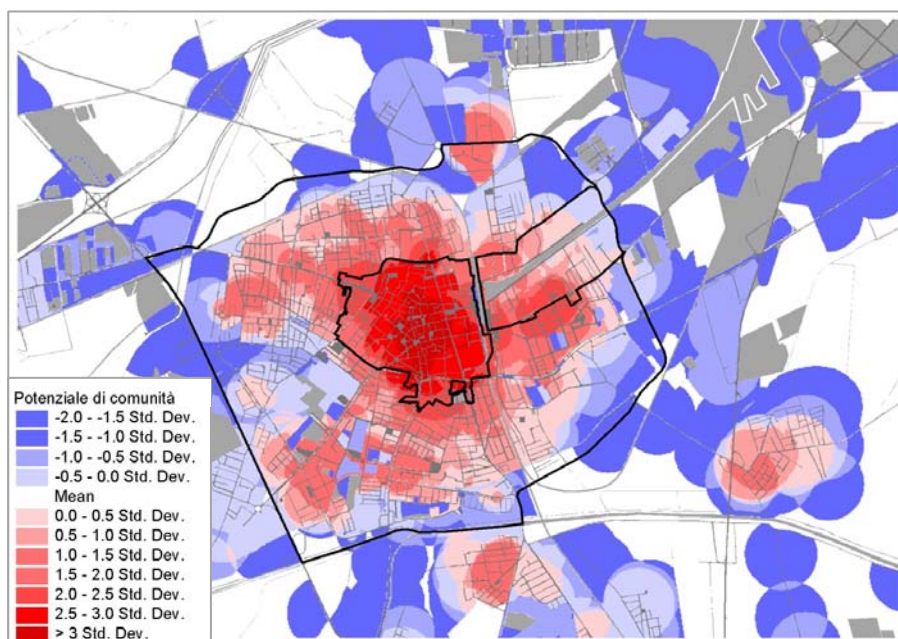 Potenziale di comunità
-2.0 - -1.5 Std. Dev.
-1.5 - -1.0 Std. Dev.
-1.0 - -0.5 Std. Dev.
-0.5 - 0.0 Std. Dev.
Mean
0.0 - 0.5 Std. Dev.
0.5 - 1.0 Std. Dev.
1.0 - 1.5 Std. Dev.
1.5 - 2.0 Std. Dev.
2.0 - 2.5 Std. Dev.
2.5 - 3.0 Std. Dev.
> 3 Std. Dev.